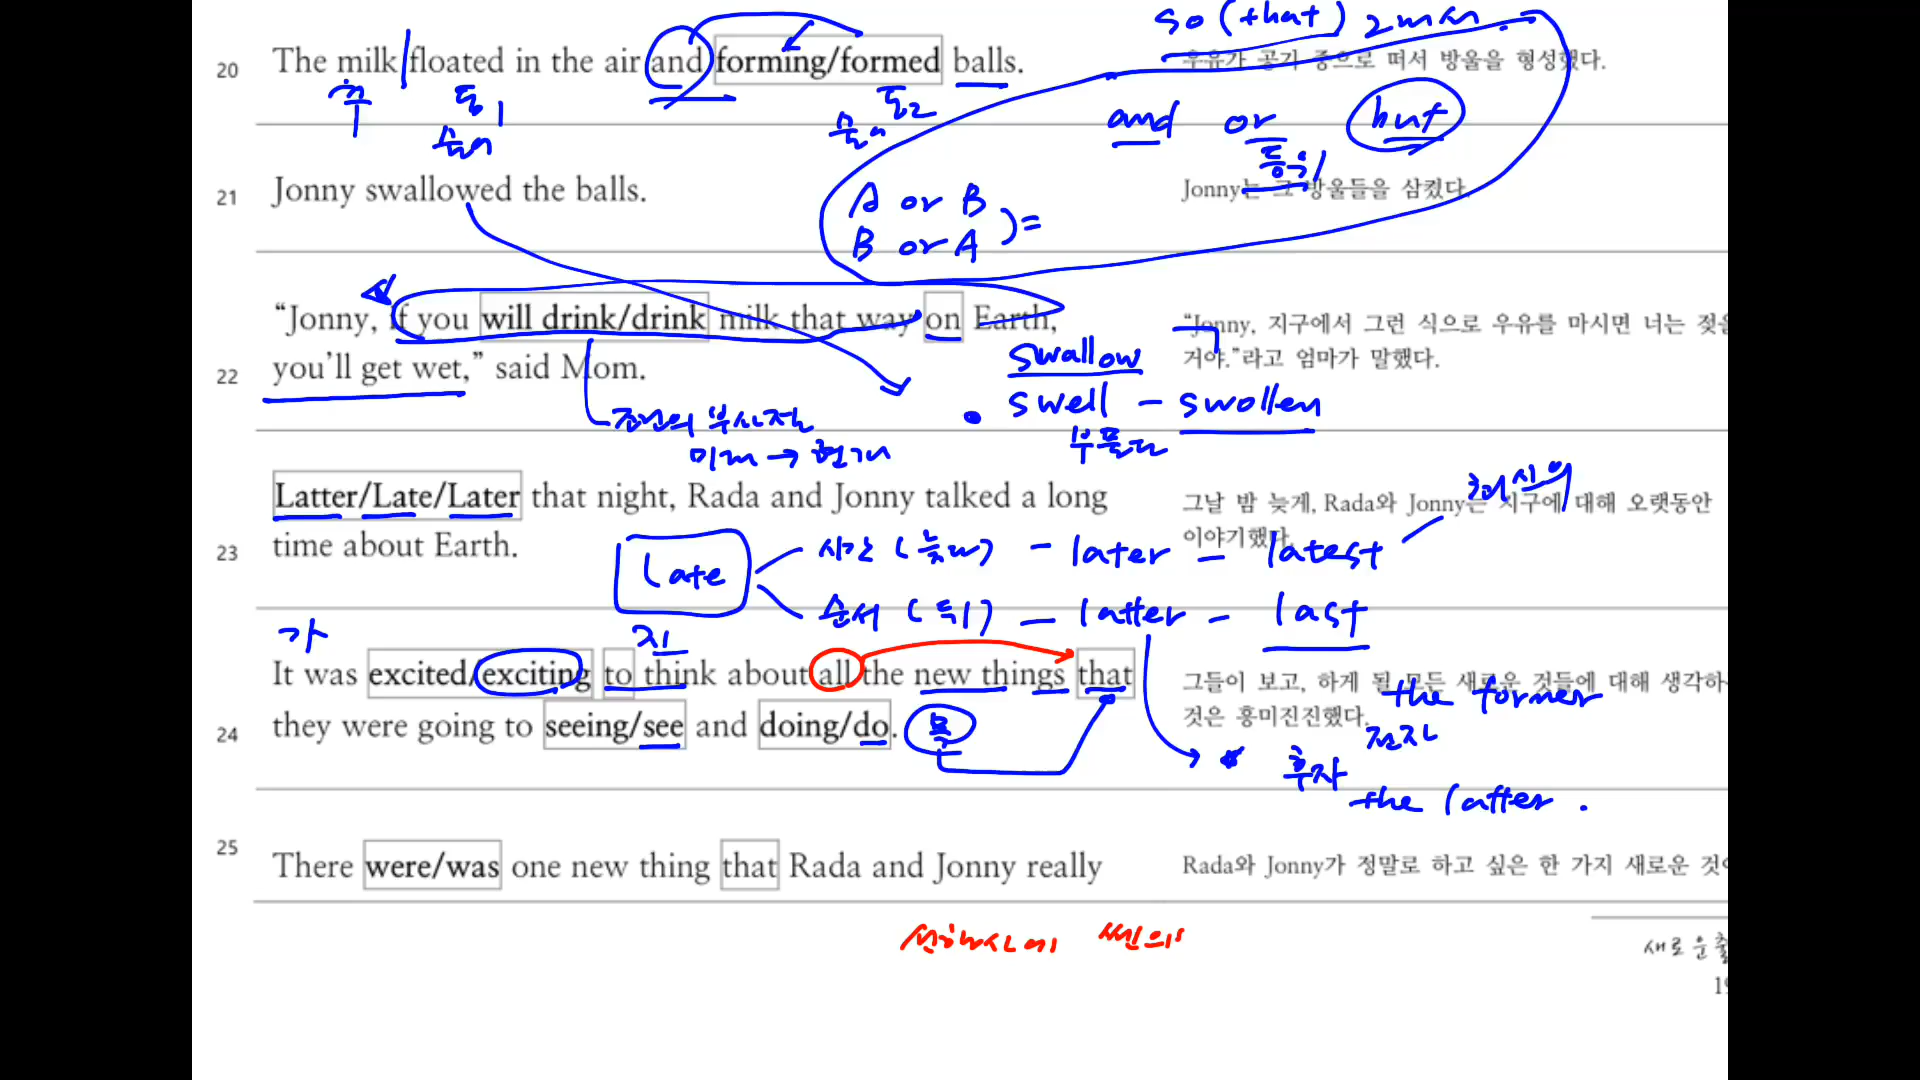 so (that)
20 The milk floated in the air and forming/formed balls.
우유가 공기 중으로 떠서 방울을 형성했다.
주 동1 동2
술어 술어
and or but
21 Jonny swallowed the balls.
Jonny는 그 방울들을 삼켰다.
A or B
B or A ) =
“Jonny, if you will drink/drink milk that way on Earth,
22 you’ll get wet,” said Mom.
“Jonny, 지구에서 그런 식으로 우유를 마시면 너는 젖을
거야.”라고 엄마가 말했다.
swallow
swell - swollen
부풀다
조건의 부사절
미래 → 현재
Latter/Late/Later that night, Rada and Jonny talked a long
23 time about Earth.
그날 밤 늦게, Rada와 Jonny는 지구에 대해 오랫동안
이야기했다.
최신의
late
시간 (늦은) - later - latest
순서 (뒤) - latter - last
가 진
It was excited/exciting to think about all the new things that
24 they were going to seeing/see and doing/do.
목
그들이 보고, 하게 될 모든 새로운 것들에 대해 생각하
것은 흥미진진했다.
the former
전자
후자
the latter.
25 There were/was one new thing that Rada and Jonny really
Rada와 Jonny가 정말로 하고 싶은 한 가지 새로운
선행사에
새로운출